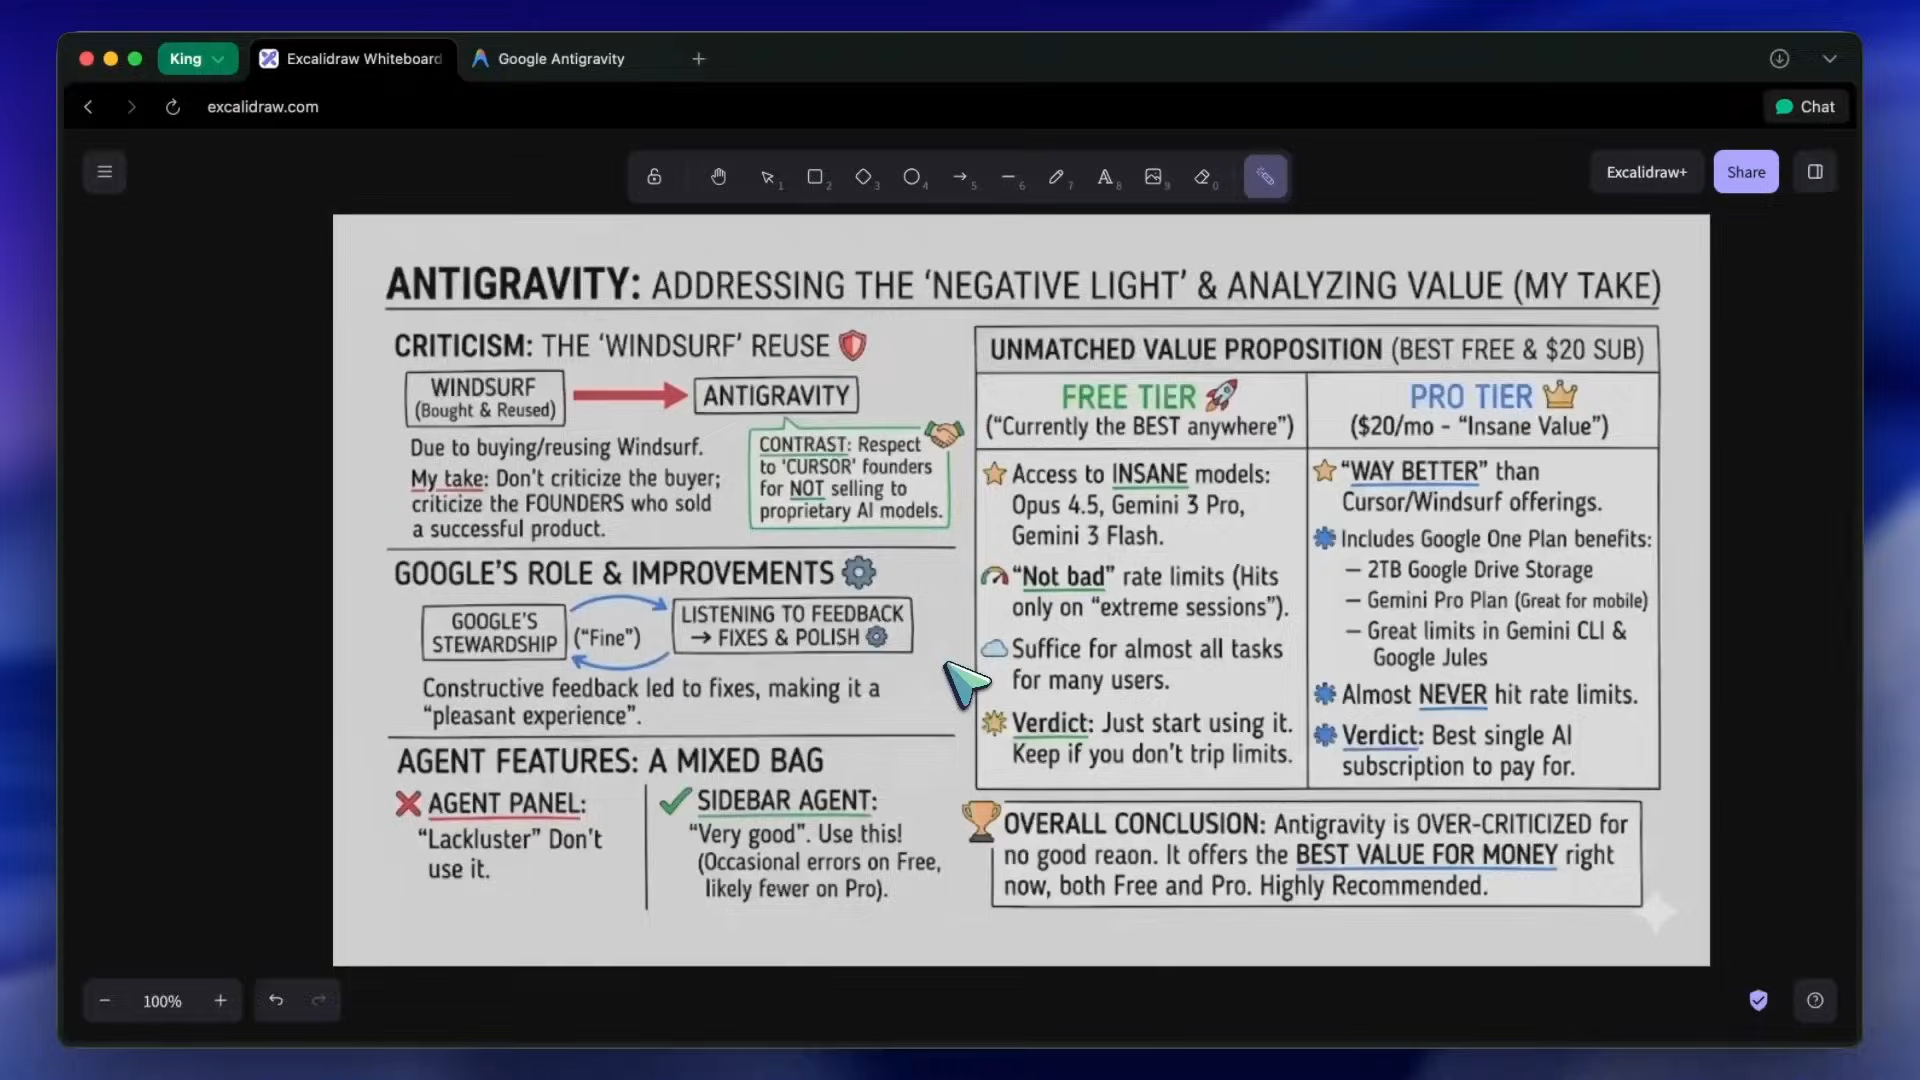 King
Excalidraw Whiteboard
Google Antigravity
excalidraw.com
Chat
1
2
3
4
5
6
7
8
9
0
Excalidraw+
Share
ANTIGRAVITY: ADDRESSING THE ‘NEGATIVE LIGHT’ & ANALYZING VALUE (MY TAKE)
CRITICISM: THE ‘WINDSURF’ REUSE
WINDSURF
(Bought & Reused)
ANTIGRAVITY
Due to buying/reusing Windsurf.
My take: Don't criticize the buyer;
criticize the FOUNDERS who sold
a successful product.
CONTRAST: Respect
to ‘CURSOR’ founders
for NOT selling to
proprietary AI models.
GOOGLE'S ROLE & IMPROVEMENTS
GOOGLE'S
STEWARDSHIP
(“Fine”)
LISTENING TO FEEDBACK
→ FIXES & POLISH
Constructive feedback led to fixes, making it a
“pleasant experience”.
AGENT FEATURES: A MIXED BAG
AGENT PANEL:
“Lackluster” Don't
use it.
SIDEBAR AGENT:
“Very good”. Use this!
(Occasional errors on Free,
likely fewer on Pro).
UNMATCHED VALUE PROPOSITION (BEST FREE & $20 SUB)
FREE TIER
(“Currently the BEST anywhere”)
Access to INSANE models:
Opus 4.5, Gemini 3 Pro,
Gemini 3 Flash.
“Not bad” rate limits (Hits
only on “extreme sessions”).
Suffice for almost all tasks
for many users.
Verdict: Just start using it.
Keep if you don't trip limits.
PRO TIER
($20/mo - “Insane Value”)
“WAY BETTER” than
Cursor/Windsurf offerings.
Includes Google One Plan benefits:
– 2TB Google Drive Storage
– Gemini Pro Plan (Great for mobile)
– Great limits in Gemini CLI &
Google Jules
Almost NEVER hit rate limits.
Verdict: Best single AI
subscription to pay for.
OVERALL CONCLUSION: Antigravity is OVER-CRITICIZED for
no good reaon. It offers the BEST VALUE FOR MONEY right
now, both Free and Pro. Highly Recommended.
100%